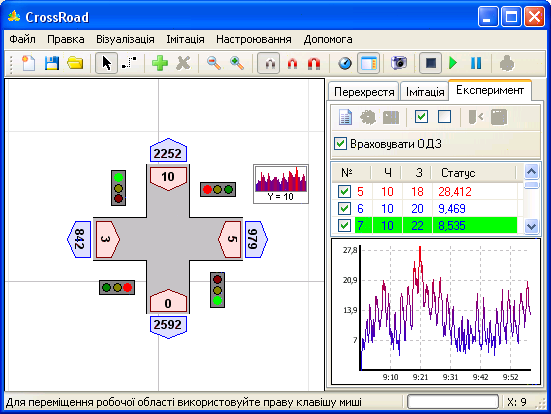 CrossRoad
Файл Правка Візуалізація Імітація Настроювання Допомога
Перехрестя Імітація Експеримент
Враховувати ОДЗ
№ Ч З Статус
5 10 18 28,412
6 10 20 9,469
7 10 22 8,535
2252
10
Y = 10
842
3
5
979
0
2592
27,8
20,8
13,9
7
9:10 9:21 9:31 9:42 9:52
Для переміщення робочої області використовуйте праву клавішу миші
X: 9